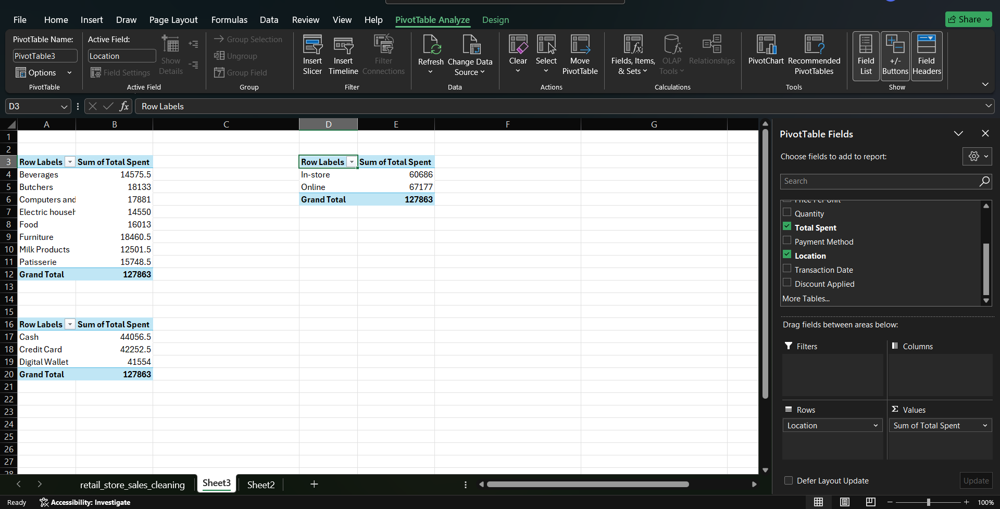 File Home Insert Draw Page Layout Formulas Data Review View Help PivotTable Analyze Design Share
PivotTable Name:
PivotTable3
Options
PivotTable
Active Field:
Location
Field Settings
Show Details
Active Field
Group Selection
Ungroup
Group Field
Group
Insert Slicer
Insert Timeline
Filter Connections
Filter
Refresh
Change Data Source
Data
Clear
Select
Move PivotTable
Actions
Fields, Items, & Sets
OLAP Tools
Relationships
Calculations
PivotChart
Recommended PivotTables
Tools
Field List
+/- Buttons
Field Headers
Show
D3 fx Row Labels
A B C D E F G
1
2
3 Row Labels Sum of Total Spent Row Labels Sum of Total Spent
4 Beverages 14575.5 In-store 60686
5 Butchers 18133 Online 67177
6 Computers and 17881 Grand Total 127863
7 Electric househ 14550
8 Food 16013
9 Furniture 18460.5
10 Milk Products 12501.5
11 Patisserie 15748.5
12 Grand Total 127863
13
14
15
16 Row Labels Sum of Total Spent
17 Cash 44056.5
18 Credit Card 42252.5
19 Digital Wallet 41554
20 Grand Total 127863
21
22
23
24
25
26
27
28
PivotTable Fields
Choose fields to add to report:
Search
Price Per Unit
Quantity
Total Spent
Payment Method
Location
Transaction Date
Discount Applied
More Tables...
Drag fields between areas below:
Filters Columns
Rows Σ Values
Location Sum of Total Spent
Defer Layout Update Update
retail_store_sales_cleaning Sheet3 Sheet2 +
Ready Accessibility: Investigate − + 100%